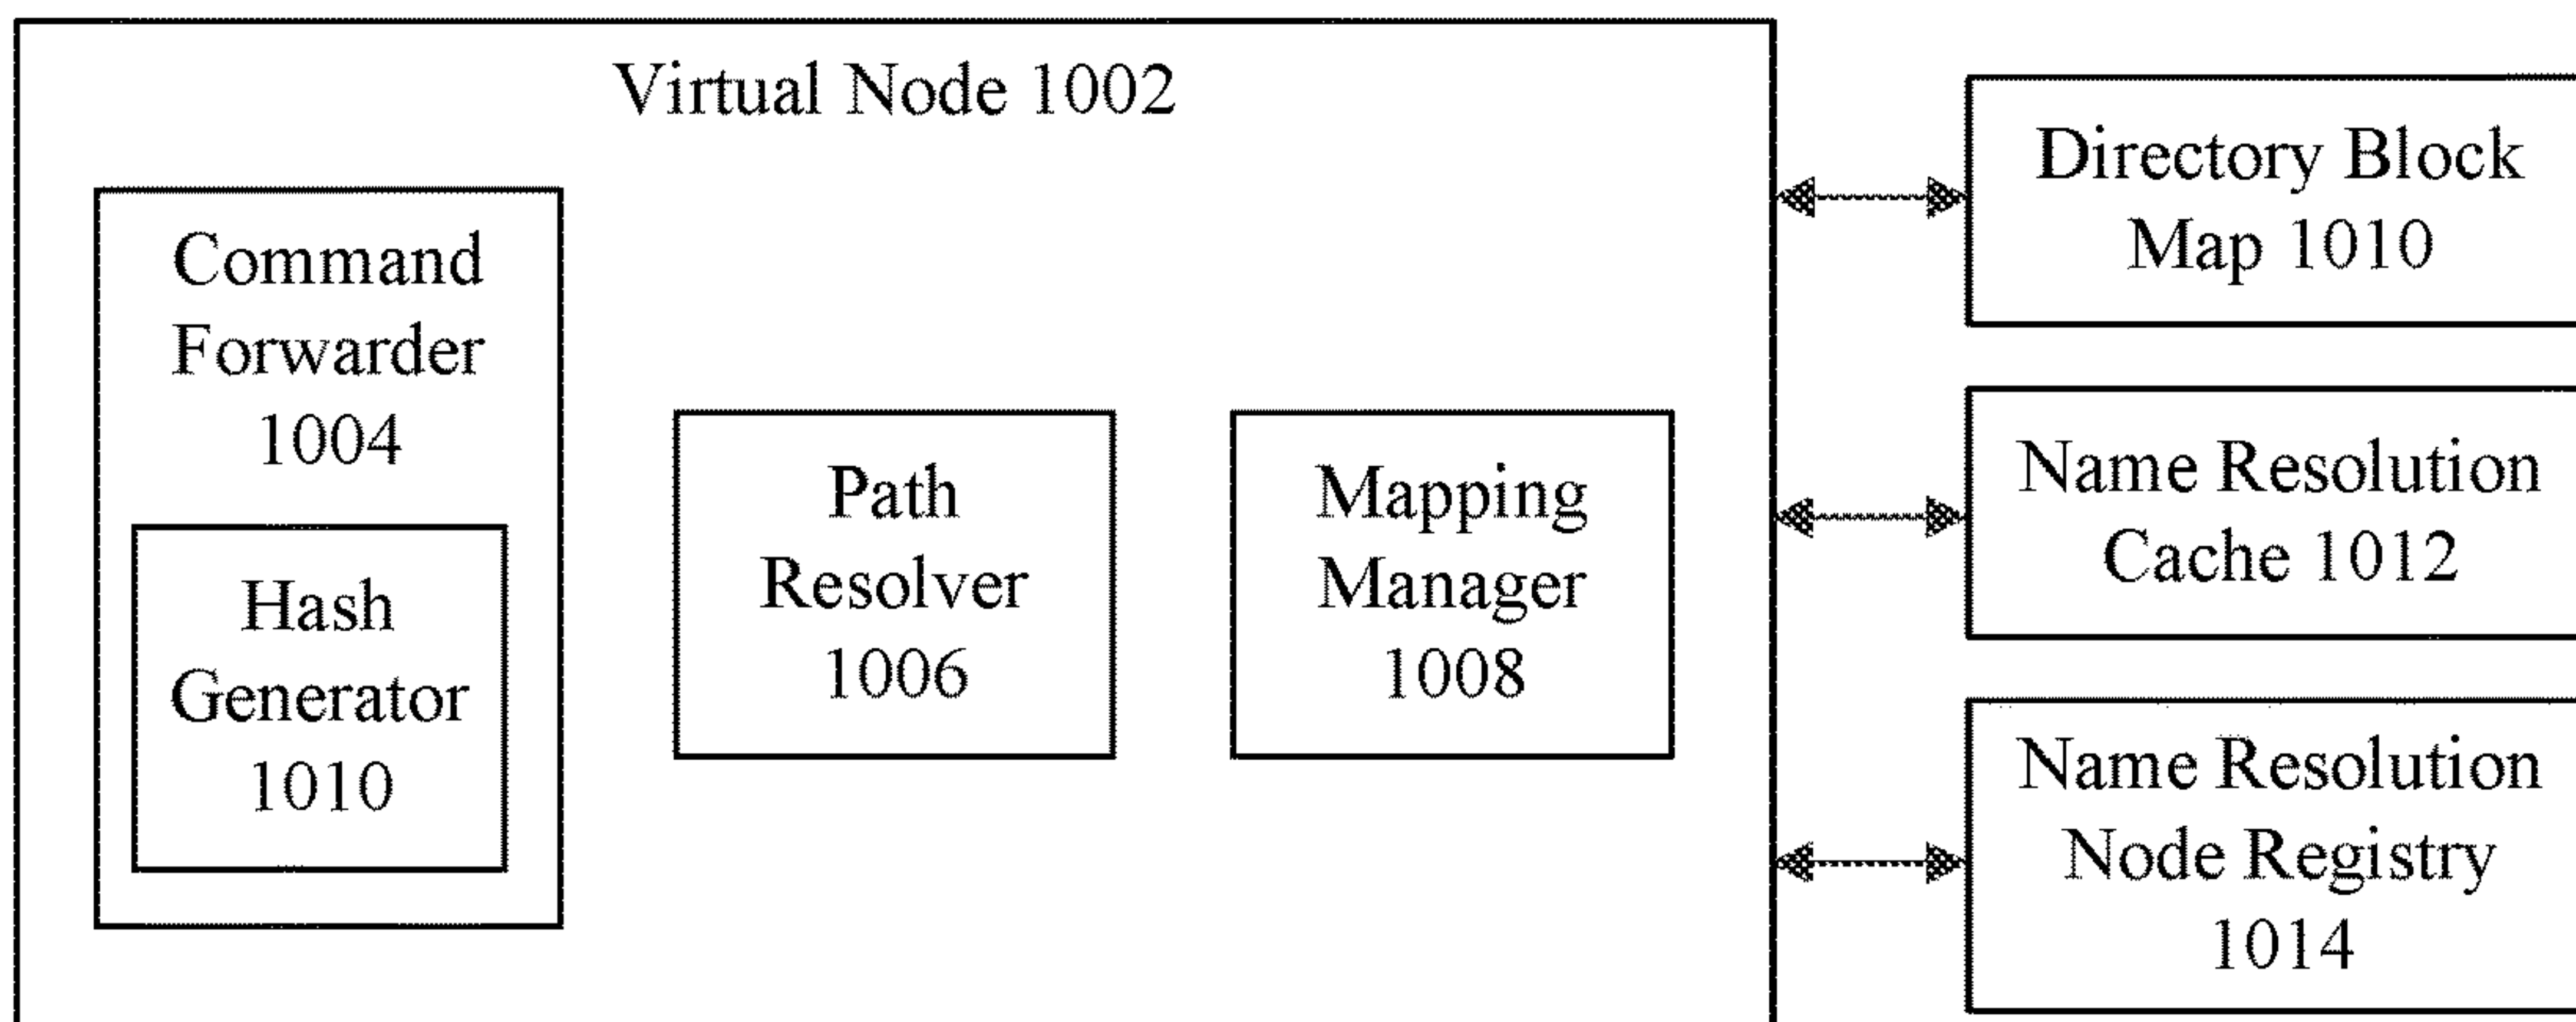 Virtual Node 1002
Command
Forwarder
1004
Hash
Generator
1010
Path
Resolver
1006
Mapping
Manager
1008
Directory Block
Map 1010
Name Resolution
Cache 1012
Name Resolution
Node Registry
1014